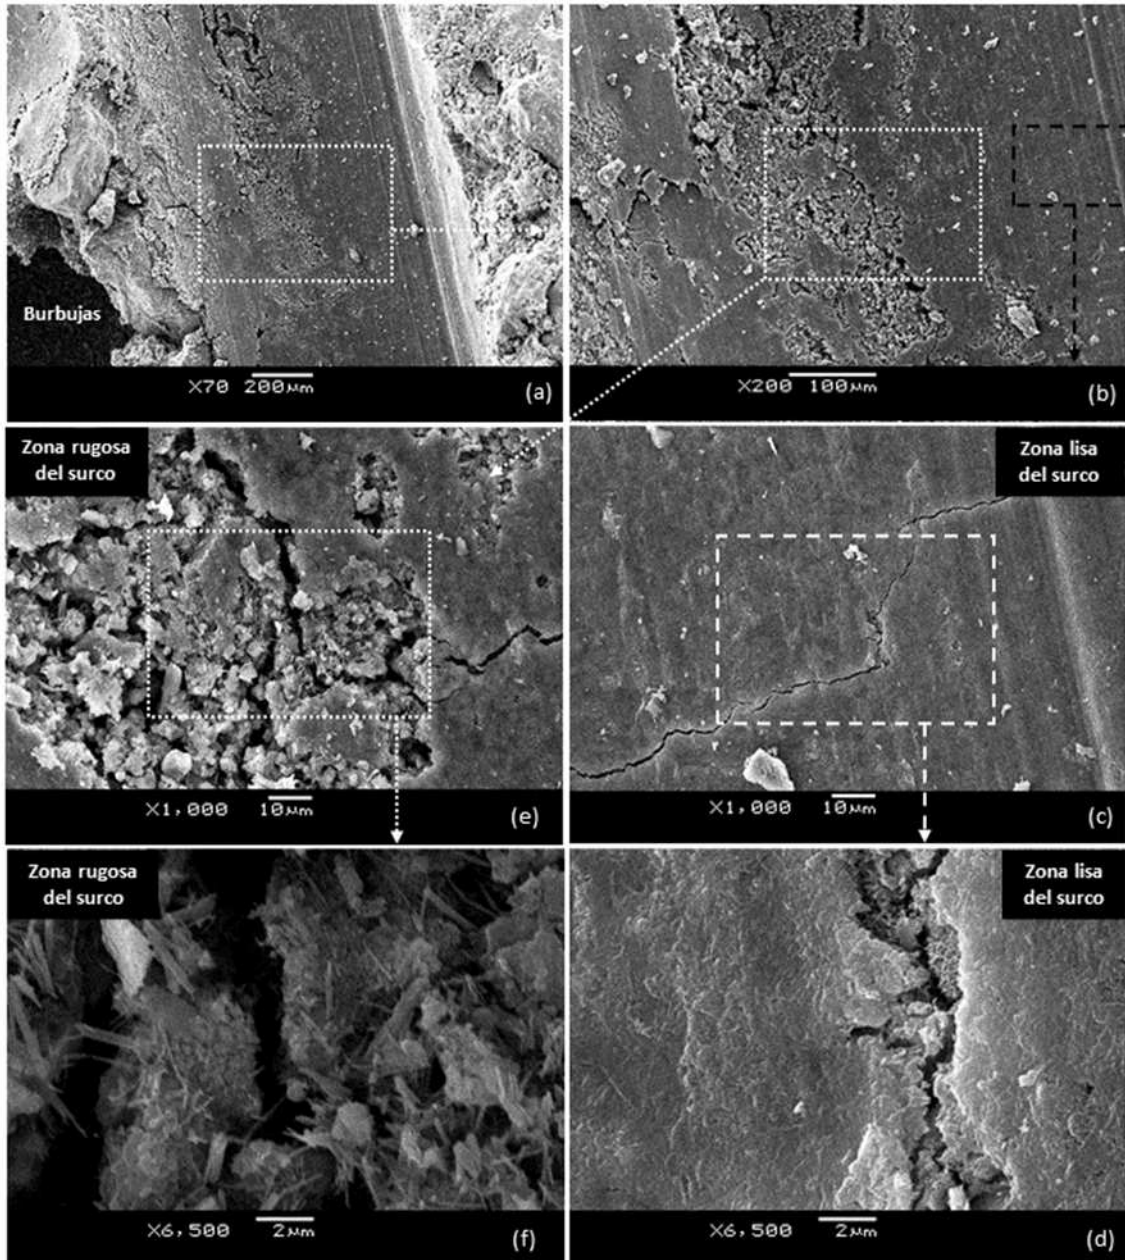 Burbujas
X70 200μm
(a)
X200 100μm
(b)
Zona rugosa
del surco
X1,000 10μm
(e)
Zona lisa
del surco
X1,000 10μm
(c)
Zona rugosa
del surco
X6,500 2μm
(f)
Zona lisa
del surco
X6,500 2μm
(d)